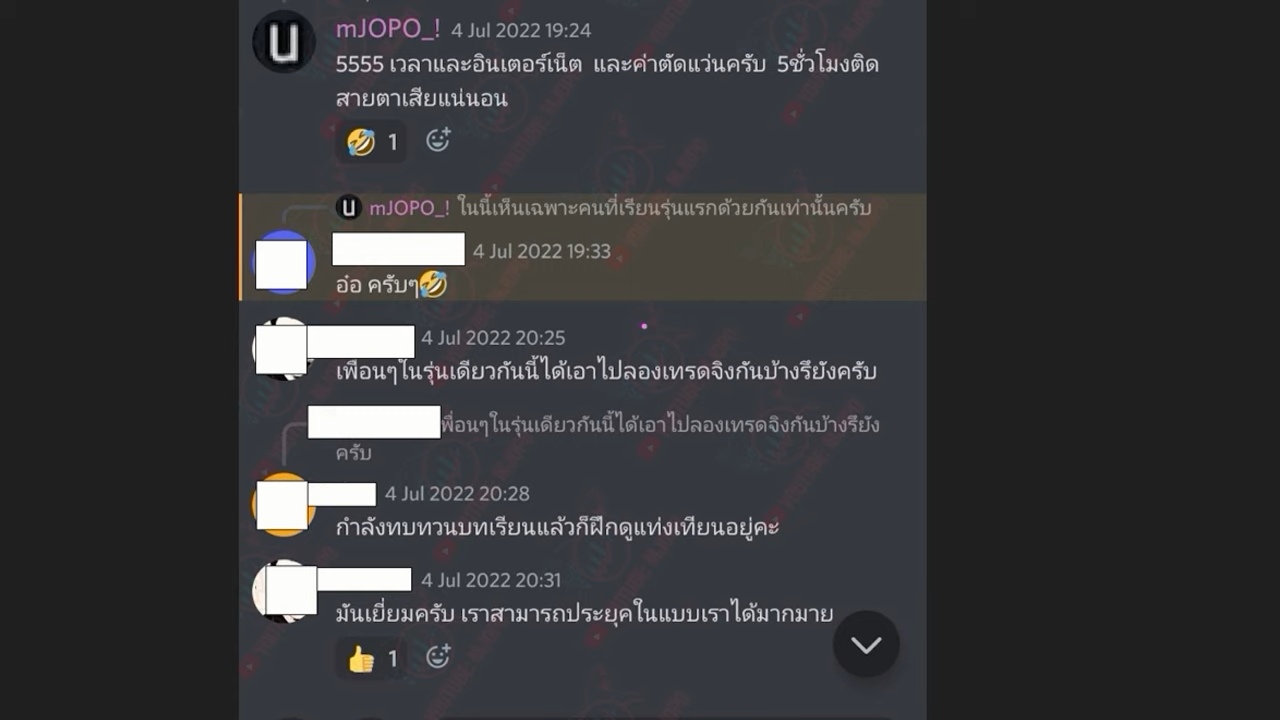 mJOPO_! 4 Jul 2022 19:24
5555 เวลาและอินเตอร์เน็ต และค่าตัดแว่นครับ 5ชั่วโมงติด
สายตาเสียแน่นอน
1
mJOPO_! ในนี้เห็นเฉพาะคนที่เรียนรุ่นแรกด้วยกันเท่านั้นครับ
4 Jul 2022 19:33
อ๋อ ครับๆ
4 Jul 2022 20:25
เพื่อนๆในรุ่นเดียวกันนี้ได้เอาไปลองเทรดจิงกันบ้างรึยังครับ
พื่อนๆในรุ่นเดียวกันนี้ได้เอาไปลองเทรดจิงกันบ้างรึยัง
ครับ
4 Jul 2022 20:28
กำลังทบทวนบทเรียนแล้วก็ฝึกดูแท่งเทียนอยู่คะ
4 Jul 2022 20:31
มันเยี่ยมครับ เราสามารถประยุคในแบบเราได้มากมาย
1